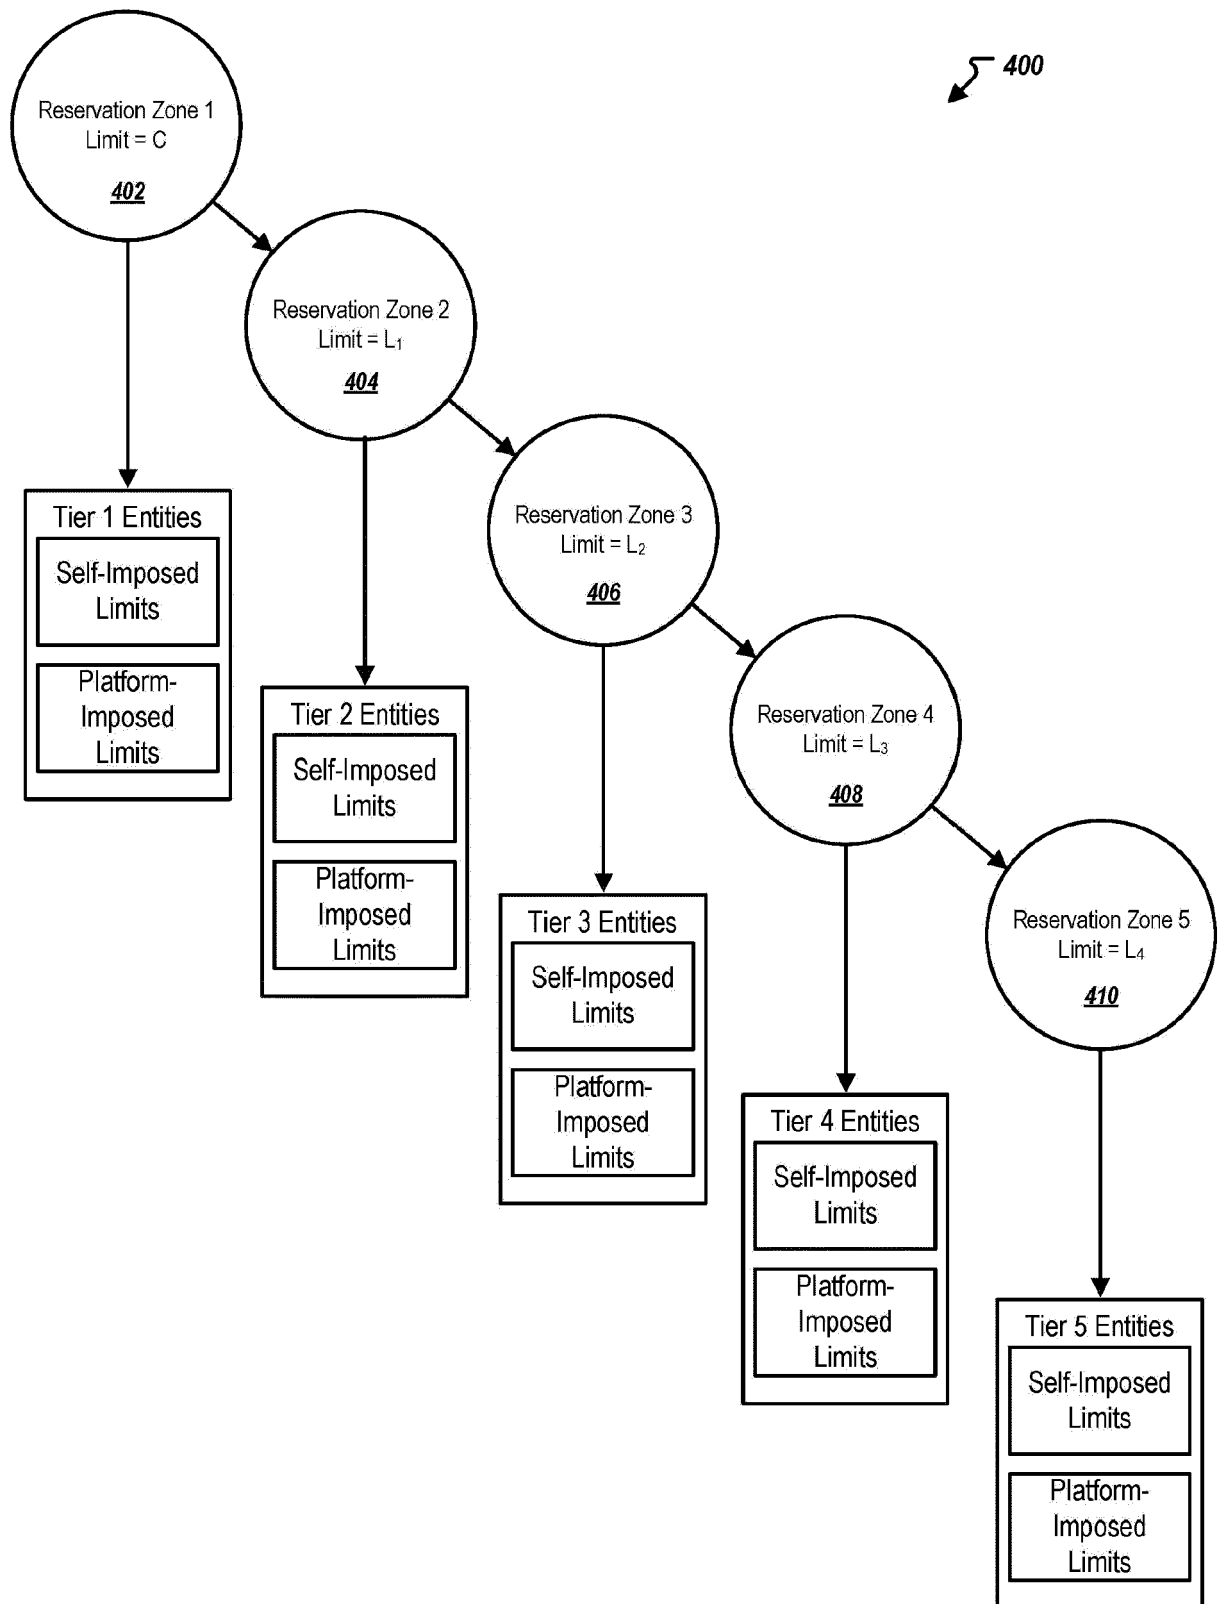 400
Reservation Zone 1
Limit = C
402
Reservation Zone 2
Limit = L₁
404
Tier 1 Entities
Self-Imposed
Limits
Platform-
Imposed
Limits
Reservation Zone 3
Limit = L₂
406
Tier 2 Entities
Self-Imposed
Limits
Platform-
Imposed
Limits
Reservation Zone 4
Limit = L₃
408
Tier 3 Entities
Self-Imposed
Limits
Platform-
Imposed
Limits
Reservation Zone 5
Limit = L₄
410
Tier 4 Entities
Self-Imposed
Limits
Platform-
Imposed
Limits
Tier 5 Entities
Self-Imposed
Limits
Platform-
Imposed
Limits